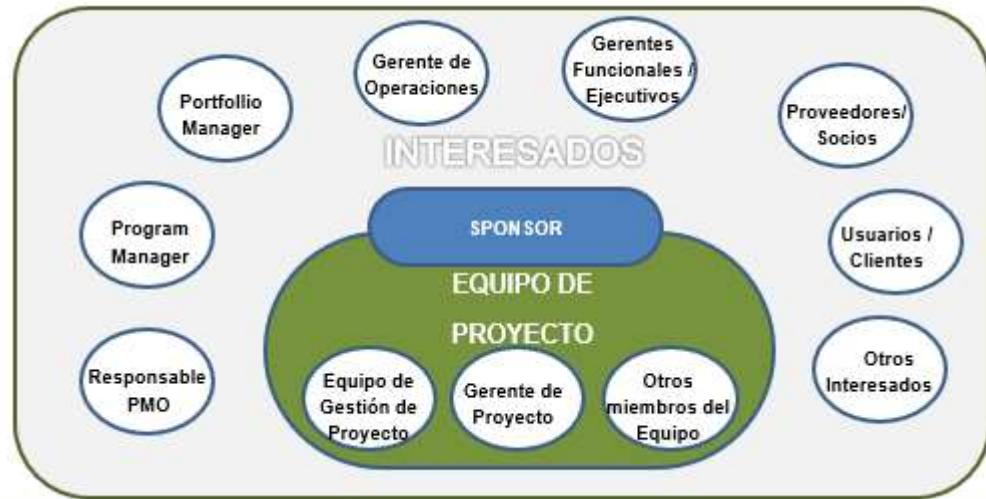 Gerente de
Operaciones
Gerentes
Funcionales /
Ejecutivos
Portfollio
Manager
Proveedores/
Socios
INTERESADOS
Program
Manager
SPONSOR
Usuarios /
Clientes
EQUIPO DE
PROYECTO
Responsable
PMO
Equipo de
Gestión de
Proyecto
Gerente de
Proyecto
Otros
miembros del
Equipo
Otros
Interesados